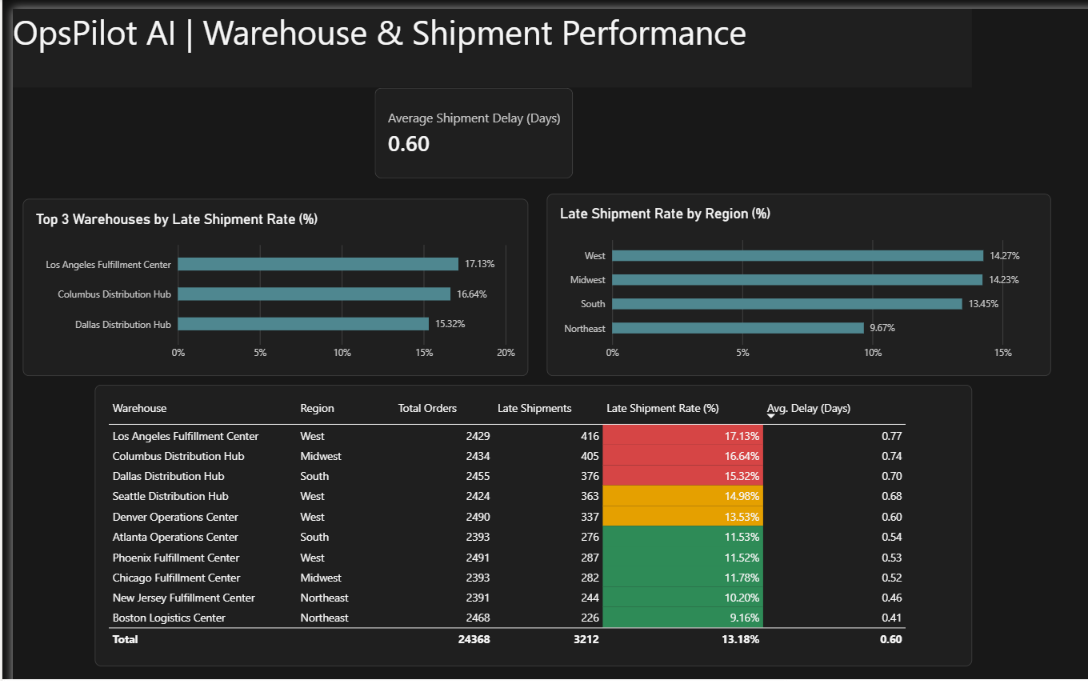 OpsPilot AI | Warehouse & Shipment Performance
Average Shipment Delay (Days)
0.60
Top 3 Warehouses by Late Shipment Rate (%)
Los Angeles Fulfillment Center 17.13%
Columbus Distribution Hub 16.64%
Dallas Distribution Hub 15.32%
0% 5% 10% 15% 20%
Late Shipment Rate by Region (%)
West 14.27%
Midwest 14.23%
South 13.45%
Northeast 9.67%
0% 5% 10% 15%
Warehouse Region Total Orders Late Shipments Late Shipment Rate (%) Avg. Delay (Days)
Los Angeles Fulfillment Center West 2429 416 17.13% 0.77
Columbus Distribution Hub Midwest 2434 405 16.64% 0.74
Dallas Distribution Hub South 2455 376 15.32% 0.70
Seattle Distribution Hub West 2424 363 14.98% 0.68
Denver Operations Center West 2490 337 13.53% 0.60
Atlanta Operations Center South 2393 276 11.53% 0.54
Phoenix Fulfillment Center West 2491 287 11.52% 0.53
Chicago Fulfillment Center Midwest 2393 282 11.78% 0.52
New Jersey Fulfillment Center Northeast 2391 244 10.20% 0.46
Boston Logistics Center Northeast 2468 226 9.16% 0.41
Total 24368 3212 13.18% 0.60